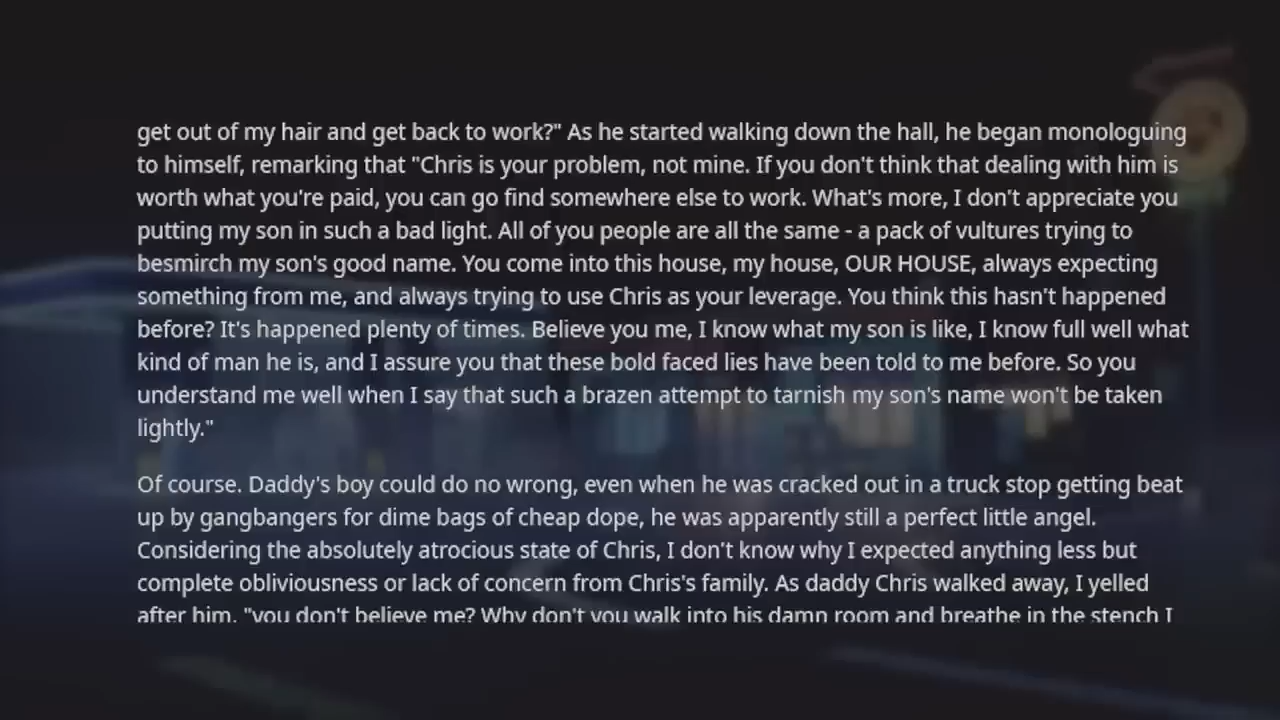 get out of my hair and get back to work?" As he started walking down the hall, he began monologuing
to himself, remarking that "Chris is your problem, not mine. If you don't think that dealing with him is
worth what you're paid, you can go find somewhere else to work. What's more, I don't appreciate you
putting my son in such a bad light. All of you people are all the same - a pack of vultures trying to
besmirch my son's good name. You come into this house, my house, OUR HOUSE, always expecting
something from me, and always trying to use Chris as your leverage. You think this hasn't happened
before? It's happened plenty of times. Believe you me, I know what my son is like, I know full well what
kind of man he is, and I assure you that these bold faced lies have been told to me before. So you
understand me well when I say that such a brazen attempt to tarnish my son's name won't be taken
lightly."
Of course. Daddy's boy could do no wrong, even when he was cracked out in a truck stop getting beat
up by gangbangers for dime bags of cheap dope, he was apparently still a perfect little angel.
Considering the absolutely atrocious state of Chris, I don't know why I expected anything less but
complete obliviousness or lack of concern from Chris's family. As daddy Chris walked away, I yelled
after him. "you don't believe me? Why don't you walk into his damn room and breathe in the stench I